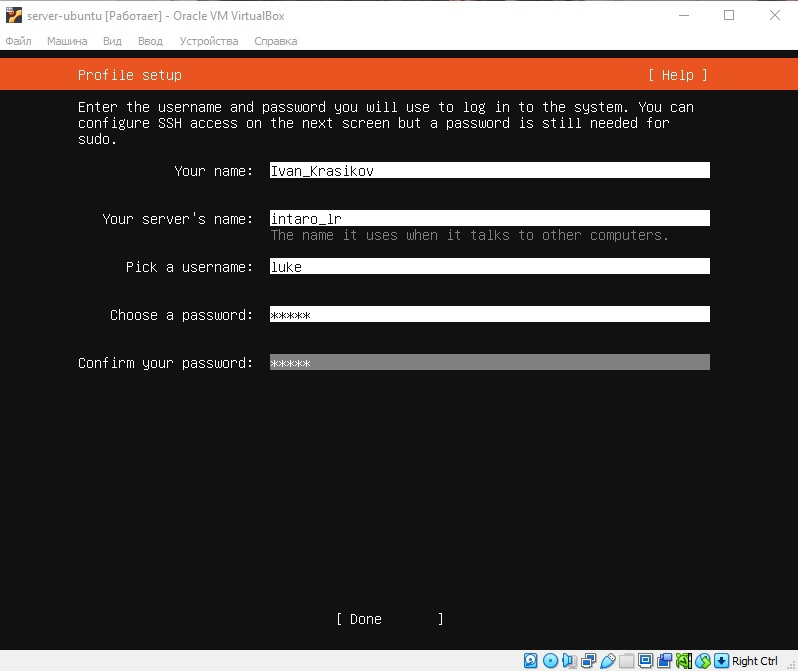 server-ubuntu [Работает] - Oracle VM VirtualBox
Файл Машина Вид Ввод Устройства Справка
Profile setup [ Help ]
Enter the username and password you will use to log in to the system. You can
configure SSH access on the next screen but a password is still needed for
sudo.
Your name: Ivan_Krasikov
Your server's name: intaro_lr
The name it uses when it talks to other computers.
Pick a username: luke
Choose a password: *****
Confirm your password: *****
[ Done ]
Right Ctrl